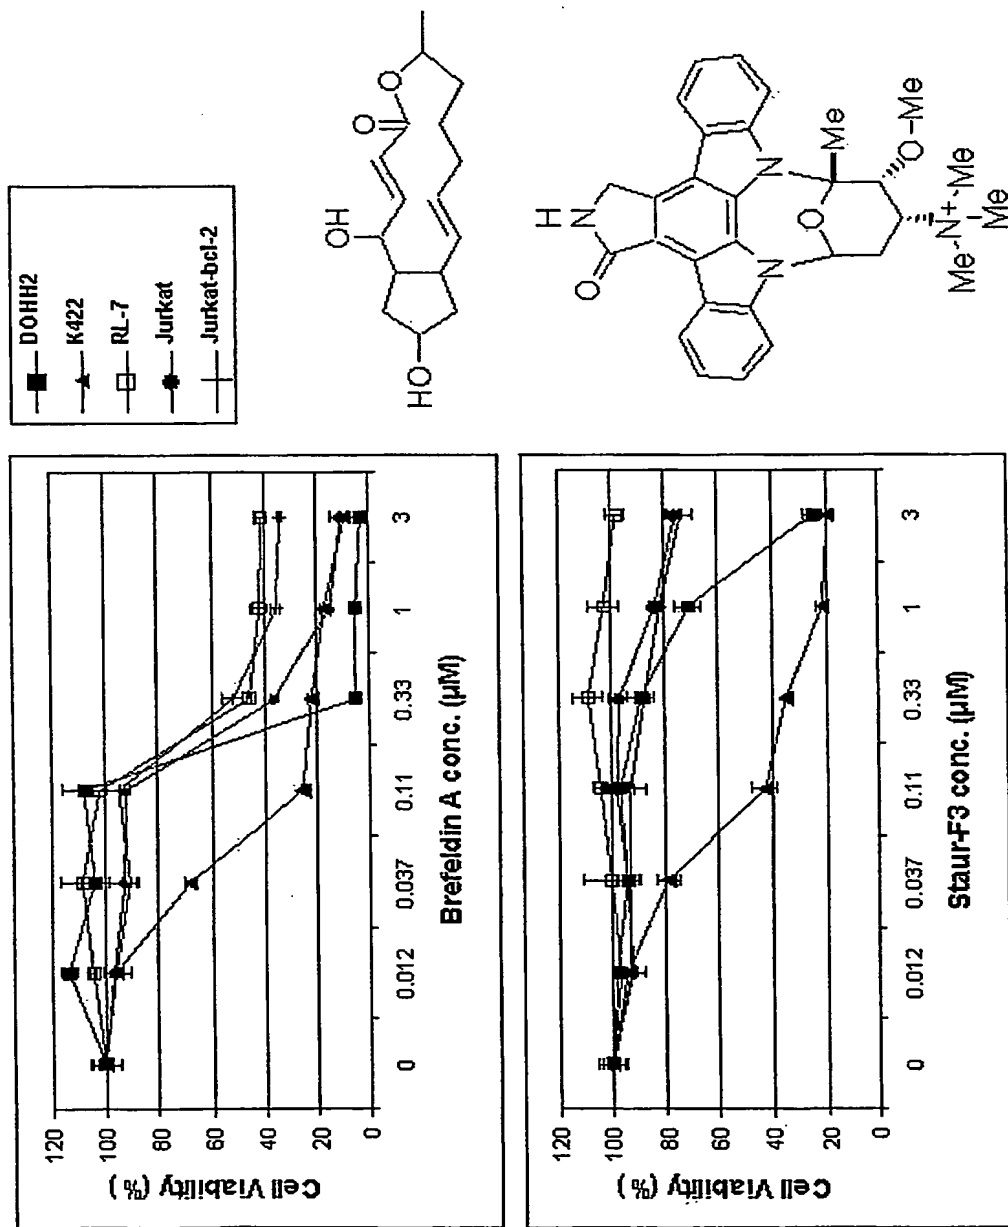 DOHH2
K422
RL-7
Jurkat
Jurkat-bcl-2
Cell Viability (%)
120
100
80
60
40
20
0
0
0.012
0.037
0.11
0.33
1
3
Brefeldin A conc. (µM)
HO
OH
O
O
Cell Viability (%)
120
100
80
60
40
20
0
0
0.012
0.037
0.11
0.33
1
3
Staur-F3 conc. (µM)
H
N
O
N
N
O
Me
O-Me
Me-N+-Me
Me